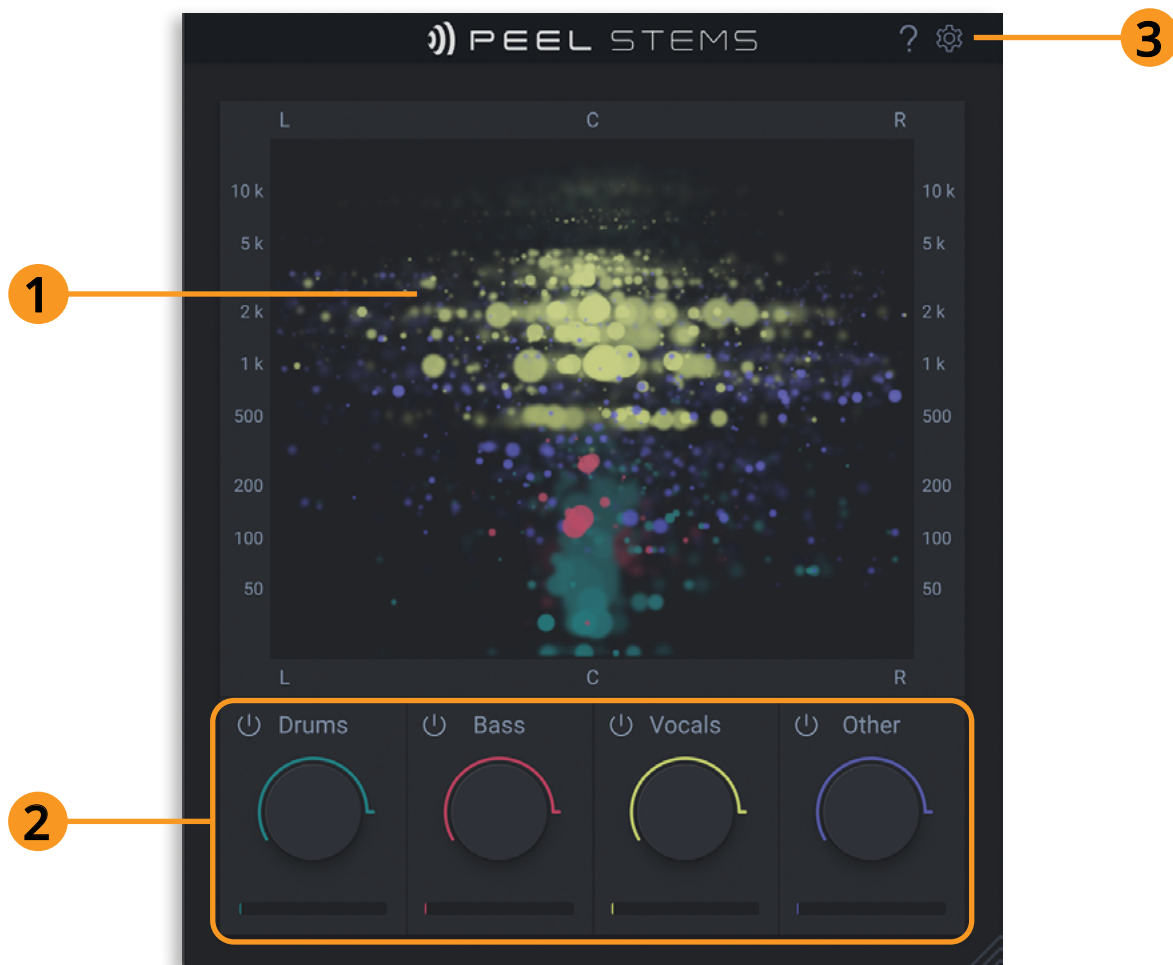 PEEL STEMS ?
3
L C R
10 k 10 k
5 k 5 k
1
2 k 2 k
1 k 1 k
500 500
200 200
100 100
50 50
L C R
Drums Bass Vocals Other
2